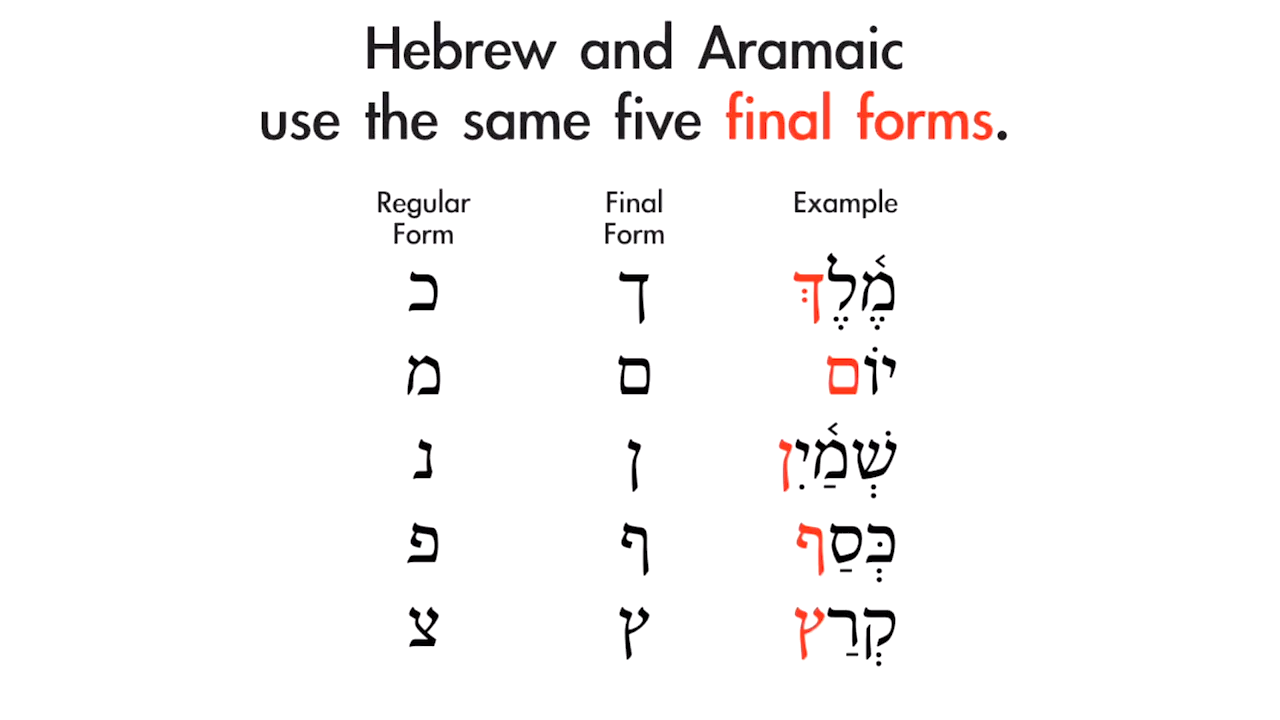 Hebrew and Aramaic
use the same five final forms.
Regular Form Final Form Example
כ ך מֶ֫לֶךְ
מ ם יוֹם
נ ן שְׁמַ֫יִן
פ ף כְּסַף
צ ץ קְרַץ